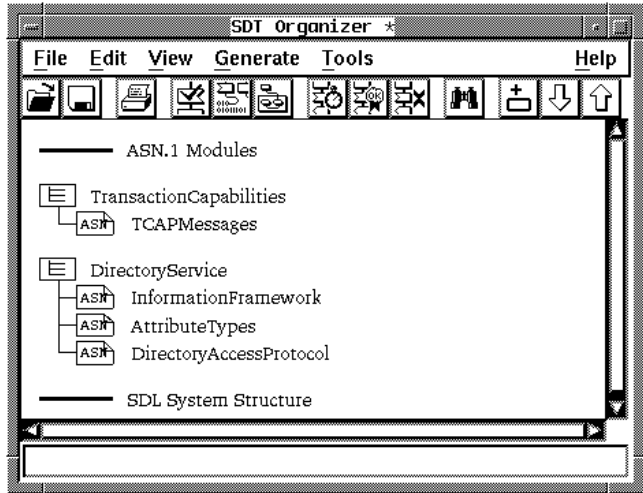 SDT Organizer *
File Edit View Generate Tools Help
ASN.1 Modules
TransactionCapabilities
ASN TCAPMessages
DirectoryService
ASN InformationFramework
ASN AttributeTypes
ASN DirectoryAccessProtocol
SDL System Structure